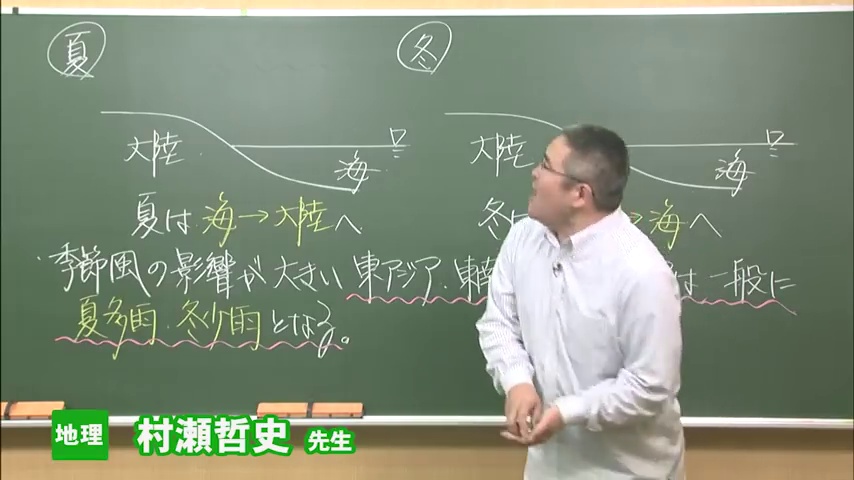 夏
冬
大陸
海
大陸
海
夏は 海→大陸へ
冬は
→海へ
季節風の影響が大きい 東アジア・東南
は一般に
夏多雨・冬少雨となる。
地理 村瀬哲史 先生